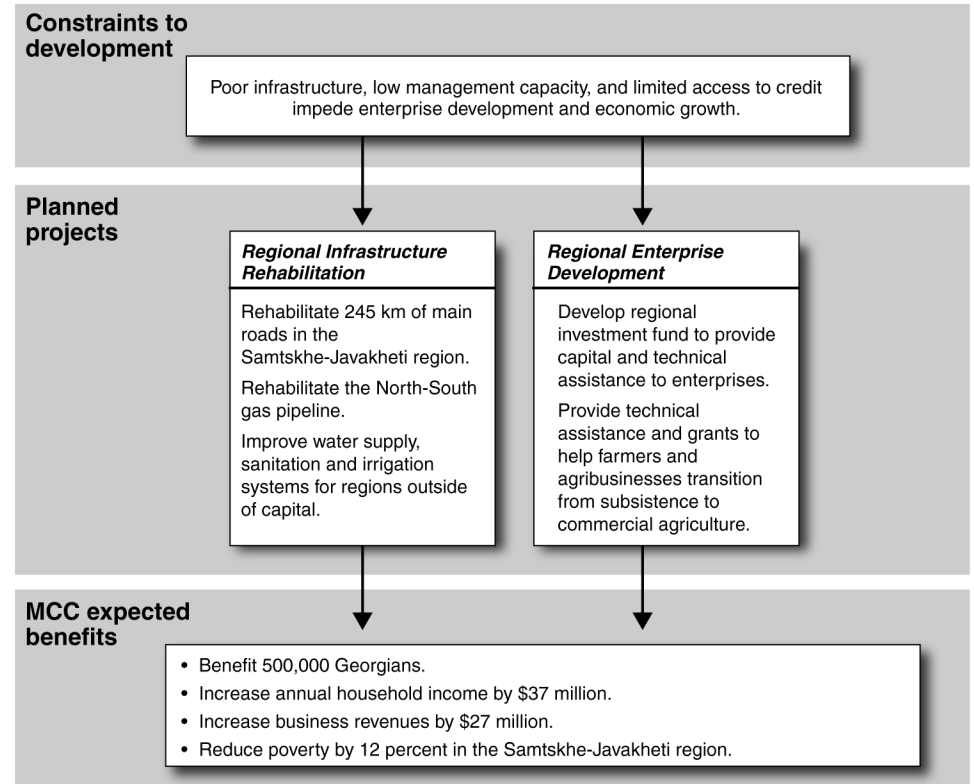 Constraints to
development
Poor infrastructure, low management capacity, and limited access to credit
impede enterprise development and economic growth.
Planned
projects
Regional Infrastructure
Rehabilitation
Rehabilitate 245 km of main
roads in the
Samtskhe-Javakheti region.
Rehabilitate the North-South
gas pipeline.
Improve water supply,
sanitation and irrigation
systems for regions outside
of capital.
Regional Enterprise
Development
Develop regional
investment fund to provide
capital and technical
assistance to enterprises.
Provide technical
assistance and grants to
help farmers and
agribusinesses transition
from subsistence to
commercial agriculture.
MCC expected
benefits
• Benefit 500,000 Georgians.
• Increase annual household income by $37 million.
• Increase business revenues by $27 million.
• Reduce poverty by 12 percent in the Samtskhe-Javakheti region.